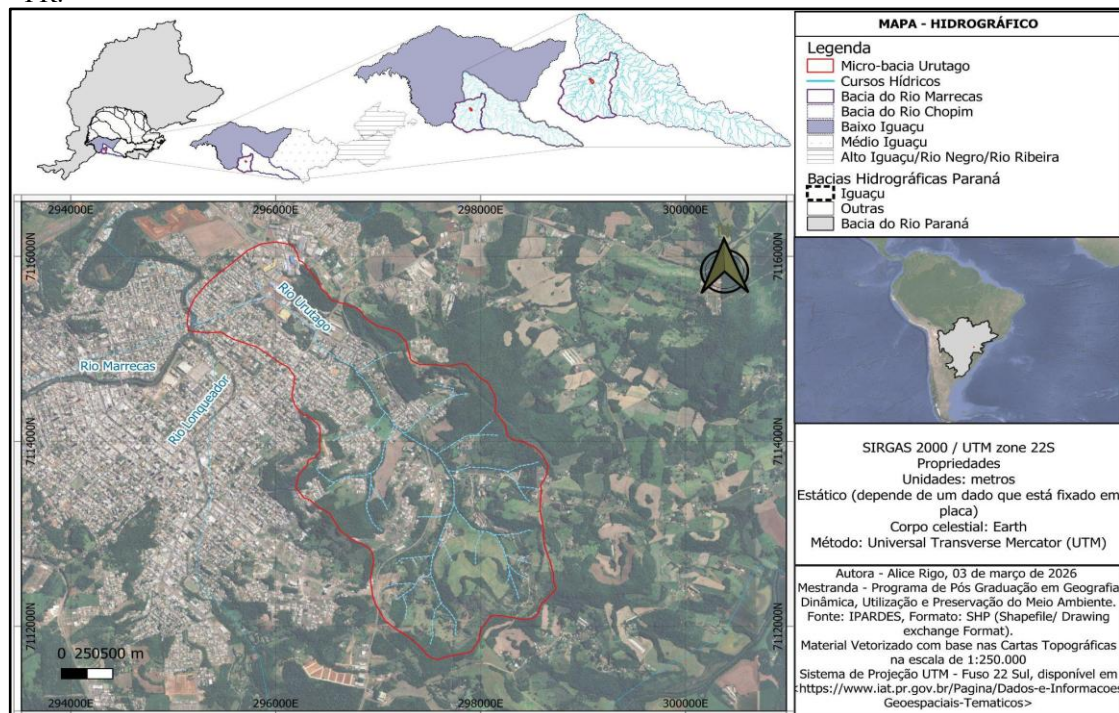 PR.
MAPA - HIDROGRÁFICO
Legenda
Micro-bacia Urutago
Cursos Hídricos
Bacia do Rio Marrecas
Bacia do Rio Chopim
Baixo Iguaçu
Médio Iguaçu
Alto Iguaçu/Rio Negro/Rio Ribeira
Bacias Hidrográficas Paraná
Iguaçu
Outras
Bacia do Rio Paraná
294000E
296000E
298000E
300000E
7116000N
7116000N
Rio Urutago
Rio Marrecas
Rio Lonqueador
7114000N
7114000N
7112000N
7112000N
0 250500 m
294000E
296000E
298000E
300000E
SIRGAS 2000 / UTM zone 22S
Propriedades
Unidades: metros
Estático (depende de um dado que está fixado em
placa)
Corpo celestial: Earth
Método: Universal Transverse Mercator (UTM)
Autora - Alice Rigo, 03 de março de 2026
Mestranda - Programa de Pós Graduação em Geografia
Dinâmica, Utilização e Preservação do Meio Ambiente.
Fonte: IPARDES, Formato: SHP (Shapefile/ Drawing
exchange Format).
Material Vetorizado com base nas Cartas Topográficas
na escala de 1:250.000
Sistema de Projeção UTM - Fuso 22 Sul, disponível em
<https://www.iat.pr.gov.br/Pagina/Dados-e-Informacoes
Geoespaciais-Tematicos>